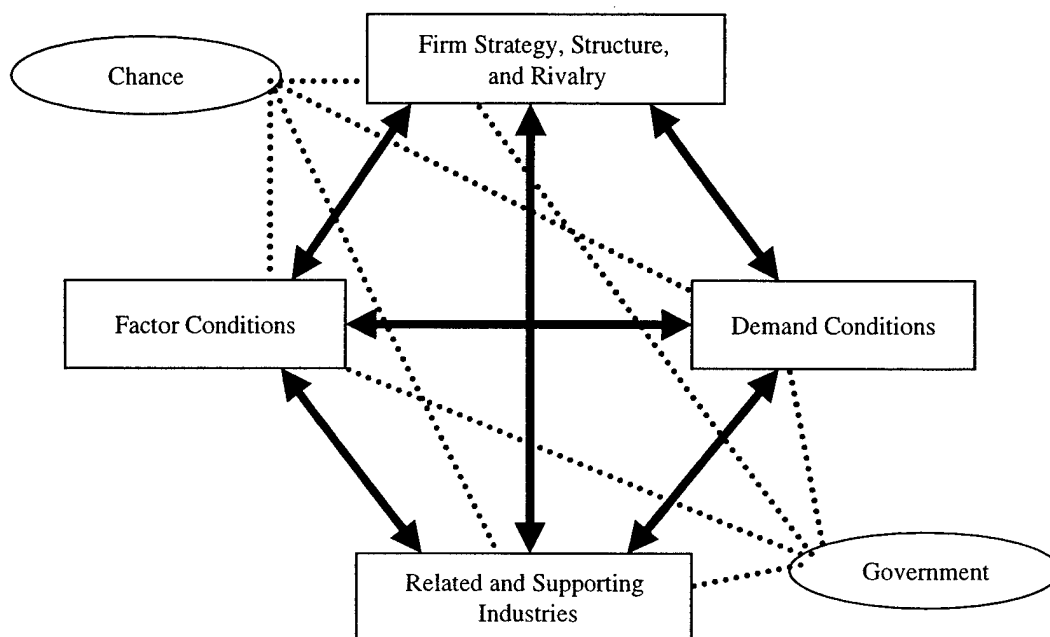 Firm Strategy, Structure,
and Rivalry
Chance
Factor Conditions
Demand Conditions
Related and Supporting
Industries
Government